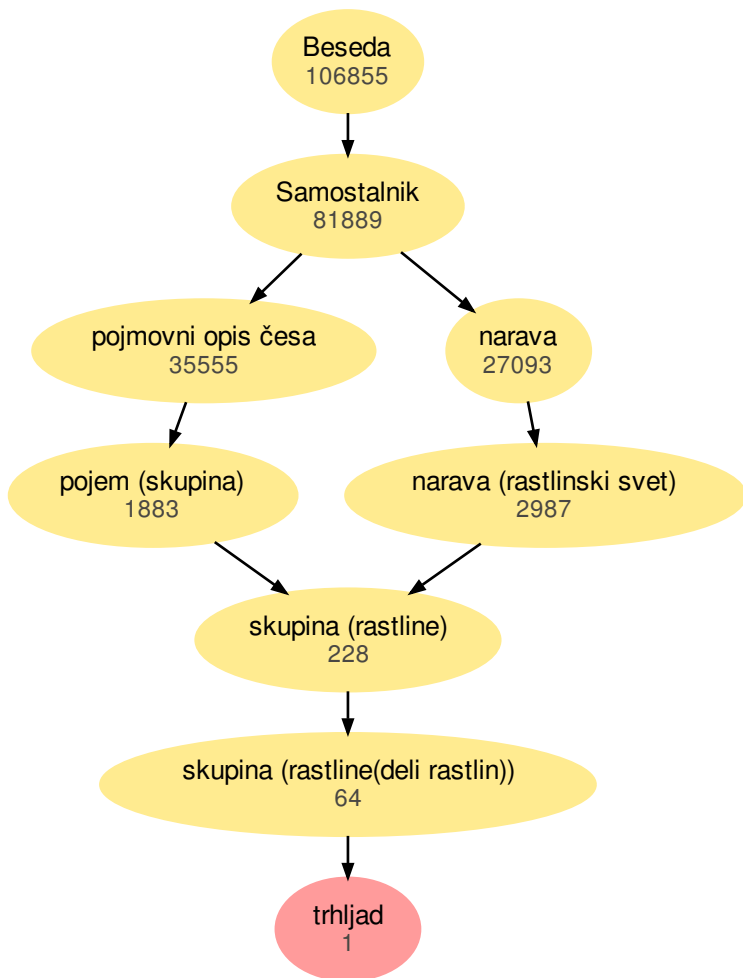 Beseda
106855
Samostalnik
81889
pojmovni opis česa
35555
narava
27093
pojem (skupina)
1883
narava (rastlinski svet)
2987
skupina (rastline)
228
skupina (rastline(deli rastlin))
64
trhljad
1